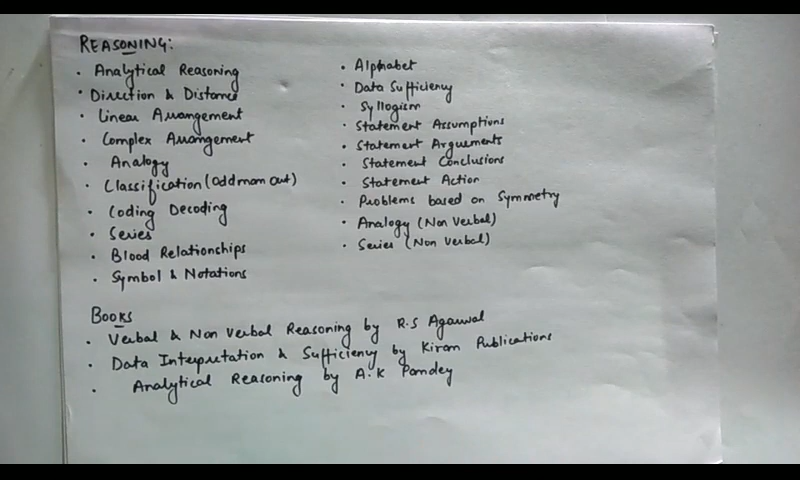 REASONING:
• Analytical Reasoning
• Direction & Distance
• Linear Arrangement
• Complex Arrangement
• Analogy
• Classification (Oddman Out)
• Coding Decoding
• Series
• Blood Relationships
• Symbol & Notations
• Alphabet
• Data Sufficiency
• Syllogism
• Statement Assumptions
• Statement Arguements
• Statement Conclusions
• Statement Action
• Problems based on Symmetry
• Analogy (Non Verbal)
• Series (Non Verbal)
BOOKS
• Verbal & Non Verbal Reasoning by R.S Agarwal
• Data Interpretation & Sufficiency by Kiran Publications
• Analytical Reasoning by A.K Pandey